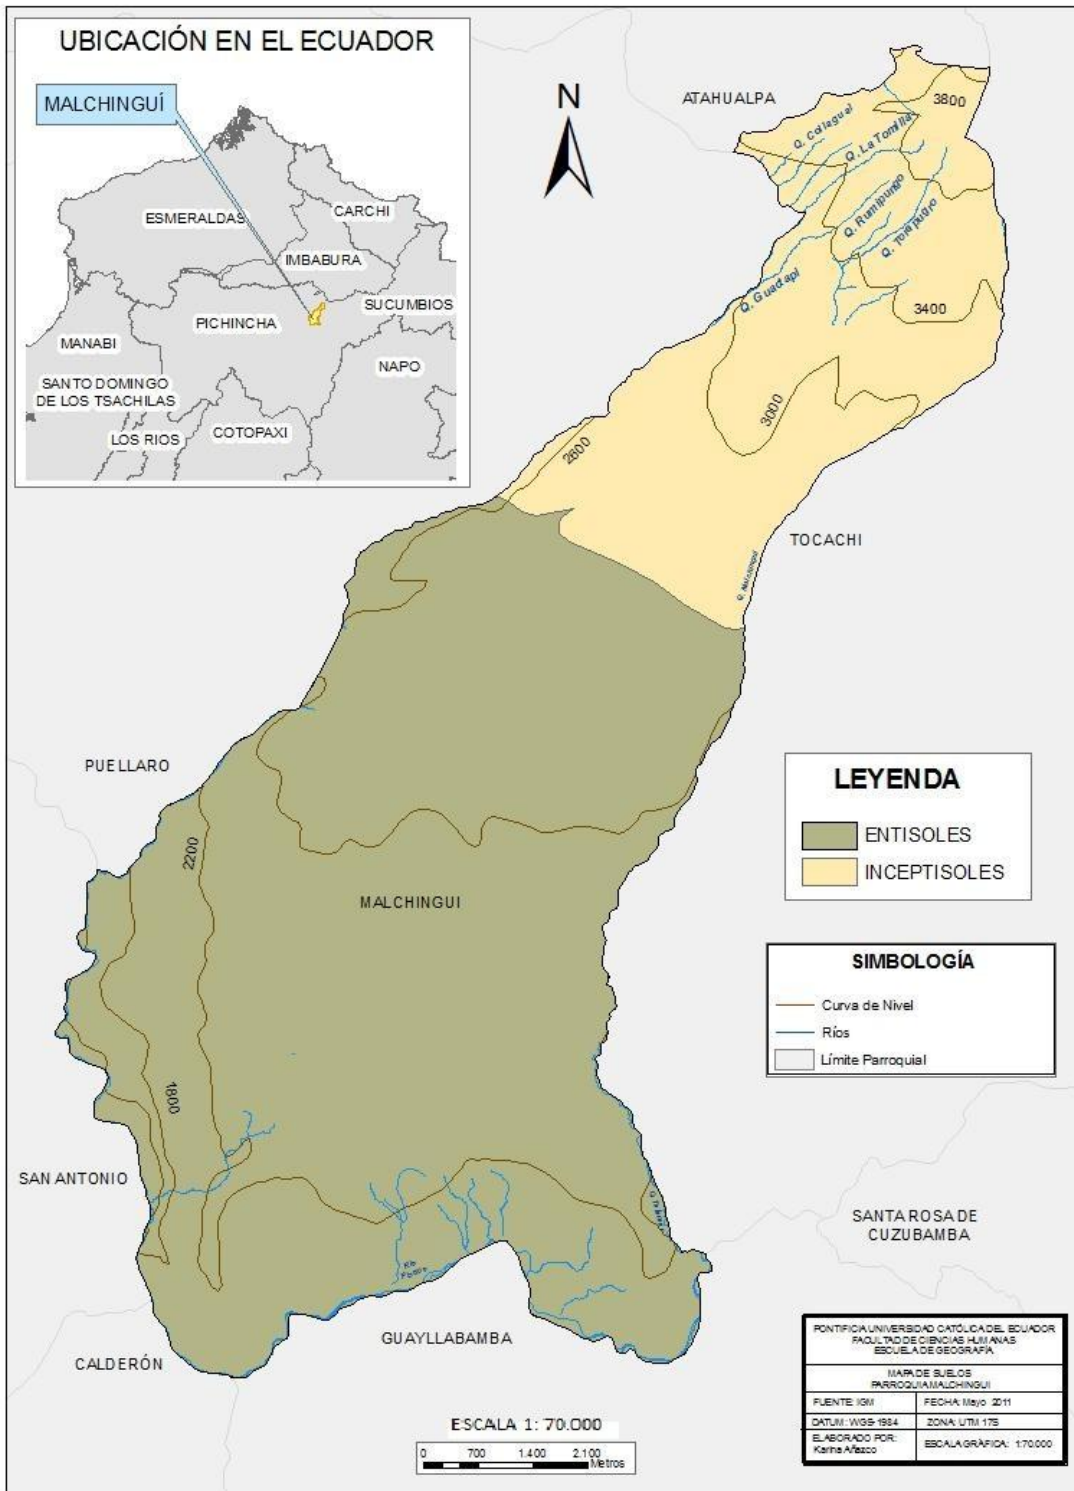 UBICACIÓN EN EL ECUADOR
MALCHINGUÍ
ESMERALDAS
CARCHI
IMBABURA
SUCUMBIOS
PICHINCHA
MANABI
NAPO
SANTO DOMINGO
DE LOS TSACHILAS
LOS RIOS
COTOPAXI
N
ATAHUALPA
3800
Q. La Tomilla
Q. Rumipungo
Q.
Q. Guactapi
3400
3000
2600
TOCACHI
Q. Malchingui
PUELLARO
2200
MALCHINGUI
1800
SAN ANTONIO
CALDERÓN
GUAYLLABAMBA
SANTA ROSA DE
CUZUBAMBA
LEYENDA
ENTISOLES
INCEPTISOLES
SIMBOLOGÍA
Curva de Nivel
Ríos
Límite Parroquial
ESCALA 1: 70.000
0 700 1.400 2.100
Metros
PONTIFICIA UNIVERSIDAD CATÓLICA DEL ECUADOR
FACULTAD DE CIENCIAS HUMANAS
ESCUELA DE GEOGRAFÍA
MAPA DE SUELOS
PARROQUIA MALCHINGUI
FUENTE: IGM
FECHA: Mayo 2011
DATUM: WGS-1984
ZONA: UTM 17S
ELABORADO POR:
Karina Añazco
ESCALA GRÁFICA: 1:70.000